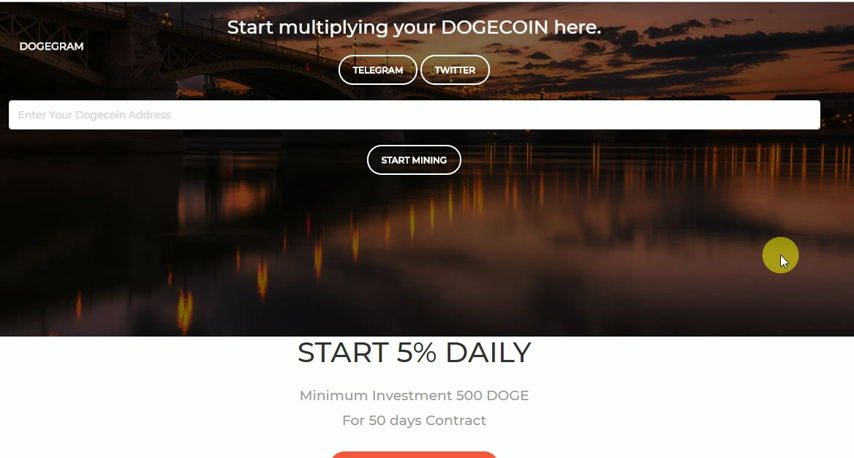 Start multiplying your DOGECOIN here.
DOGEGRAM
TELEGRAM TWITTER
Enter Your Dogecoin Address
START MINING
START 5% DAILY
Minimum Investment 500 DOGE
For 50 days Contract